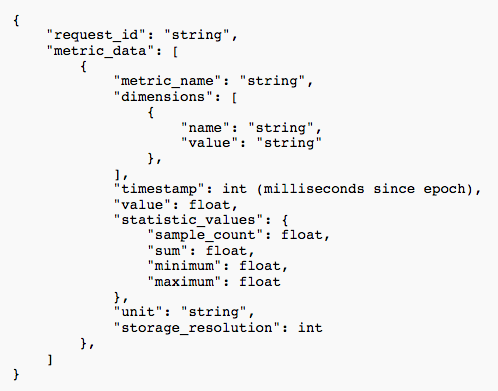 {
    "request_id": "string",
    "metric_data": [
        {
            "metric_name": "string",
            "dimensions": [
                {
                    "name": "string",
                    "value": "string"
                },
            ],
            "timestamp": int (milliseconds since epoch),
            "value": float,
            "statistic_values": {
                "sample_count": float,
                "sum": float,
                "minimum": float,
                "maximum": float
            },
            "unit": "string",
            "storage_resolution": int
        },
    ]
}